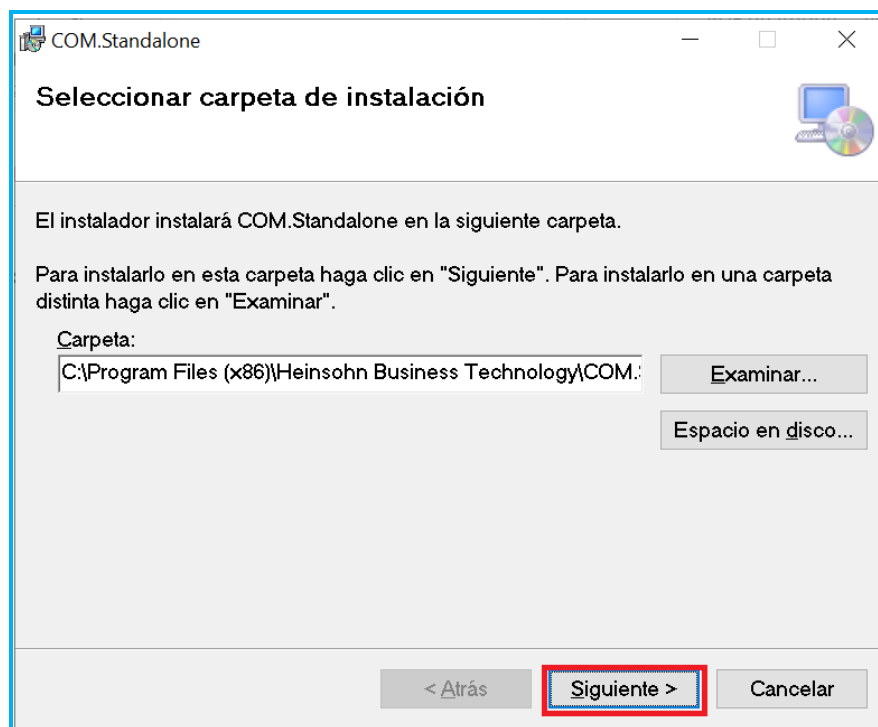 COM.Standalone
Seleccionar carpeta de instalación
El instalador instalará COM.Standalone en la siguiente carpeta.
Para instalarlo en esta carpeta haga clic en "Siguiente". Para instalarlo en una carpeta
distinta haga clic en "Examinar".
Carpeta:
C:\Program Files (x86)\Heinsohn Business Technology\COM.
Examinar...
Espacio en disco...
< Atrás
Siguiente >
Cancelar